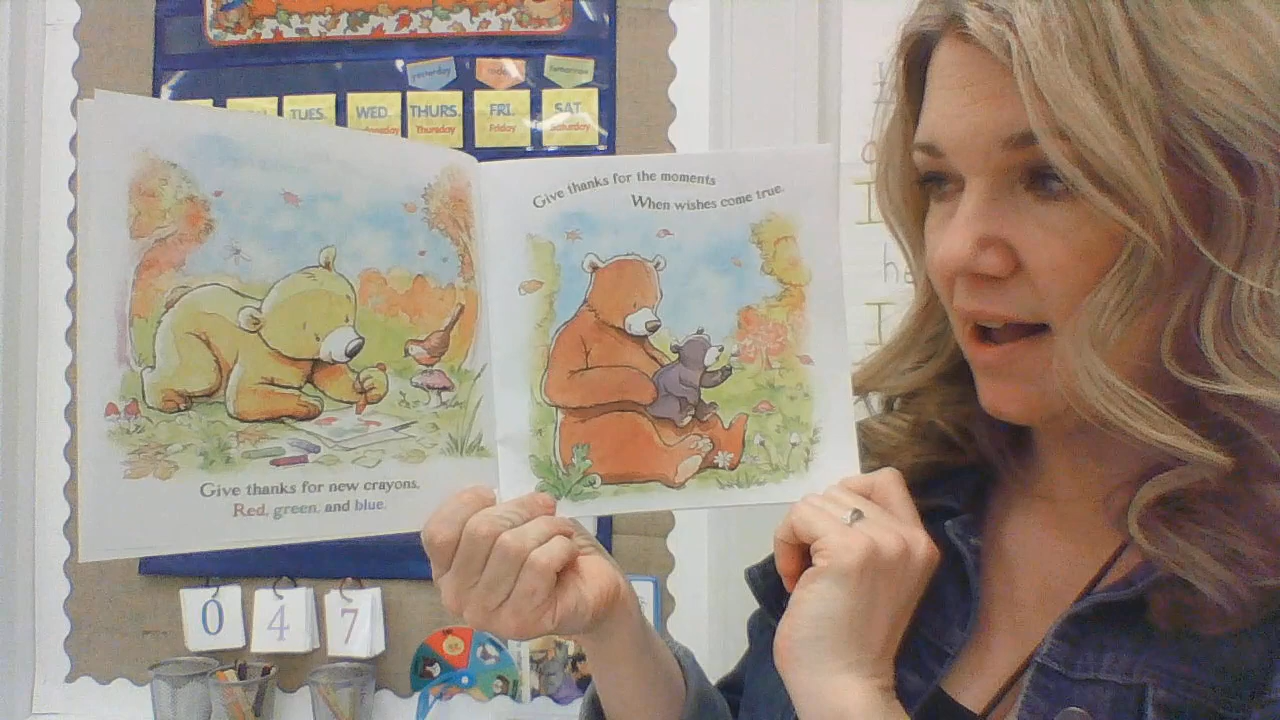 yesterday
today
tomorrow
TUES.
WED.
THURS.
FRI.
SAT.
Thursday
Friday
Saturday
Give thanks for the moments
When wishes come true.
Give thanks for new crayons.
Red, green, and blue.
0 4 7